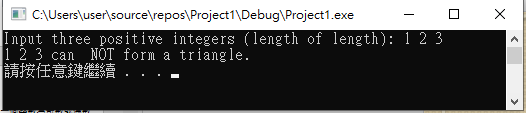 C:\Users\user\source\repos\Project1\Debug\Project1.exe
Input three positive integers (length of length): 1 2 3
1 2 3 can  NOT form a triangle.
請按任意鍵繼續 . . .